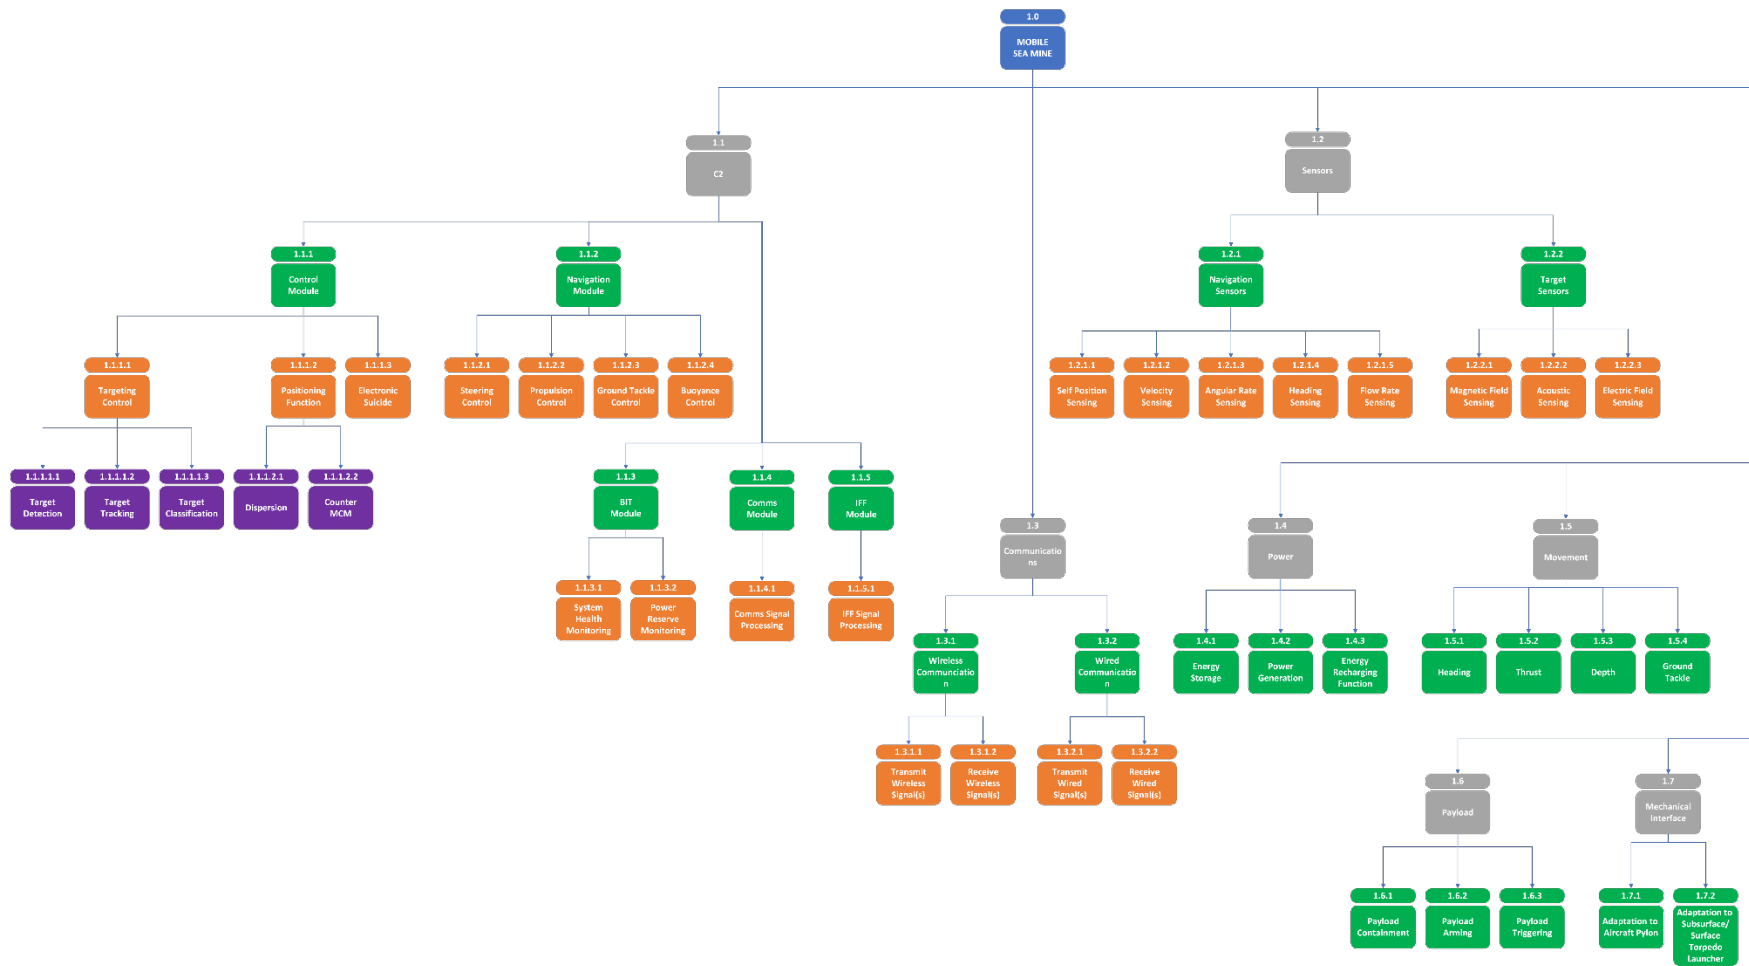 1.0
MOBILE
SEA MINE
1.1
C2
1.2
Sensors
1.1.1
Control
Module
1.1.2
Navigation
Module
1.2.1
Navigation
Sensors
1.2.2
Target
Sensors
1.1.1.1
Targeting
Control
1.1.1.2
Positioning
Function
1.1.1.3
Electronic
Suicide
1.1.2.1
Steering
Control
1.1.2.2
Propulsion
Control
1.1.2.3
Ground Tackle
Control
1.1.2.4
Buoyance
Control
1.2.1.1
Self Position
Sensing
1.2.1.2
Velocity
Sensing
1.2.1.3
Angular Rate
Sensing
1.2.1.4
Heading
Sensing
1.2.1.5
Flow Rate
Sensing
1.2.2.1
Magnetic Field
Sensing
1.2.2.2
Acoustic
Sensing
1.2.2.3
Electric Field
Sensing
1.1.1.1.1
Target
Detection
1.1.1.1.2
Target
Tracking
1.1.1.1.3
Target
Classification
1.1.1.2.1
Dispersion
1.1.1.2.2
Counter
MCM
1.1.3
BIT
Module
1.1.4
Comms
Module
1.1.5
IFF
Module
1.3
Communicatio
ns
1.4
Power
1.5
Movement
1.1.3.1
System
Health
Monitoring
1.1.3.2
Power
Reserve
Monitoring
1.1.4.1
Comms Signal
Processing
1.1.5.1
IFF Signal
Processing
1.3.1
Wireless
Communciatio
n
1.3.2
Wired
Communicatio
n
1.4.1
Energy
Storage
1.4.2
Power
Generation
1.4.3
Energy
Recharging
Function
1.5.1
Heading
1.5.2
Thrust
1.5.3
Depth
1.5.4
Ground
Tackle
1.3.1.1
Transmit
Wireless
Signal(s)
1.3.1.2
Receive
Wireless
Signal(s)
1.3.2.1
Transmit
Wired
Signal(s)
1.3.2.2
Receive
Wired
Signal(s)
1.6
Payload
1.7
Mechanical
Interface
1.6.1
Payload
Containment
1.6.2
Payload
Arming
1.6.3
Payload
Triggering
1.7.1
Adaptation to
Aircraft Pylon
1.7.2
Adaptation to
Subsurface/
Surface
Torpedo
Launcher